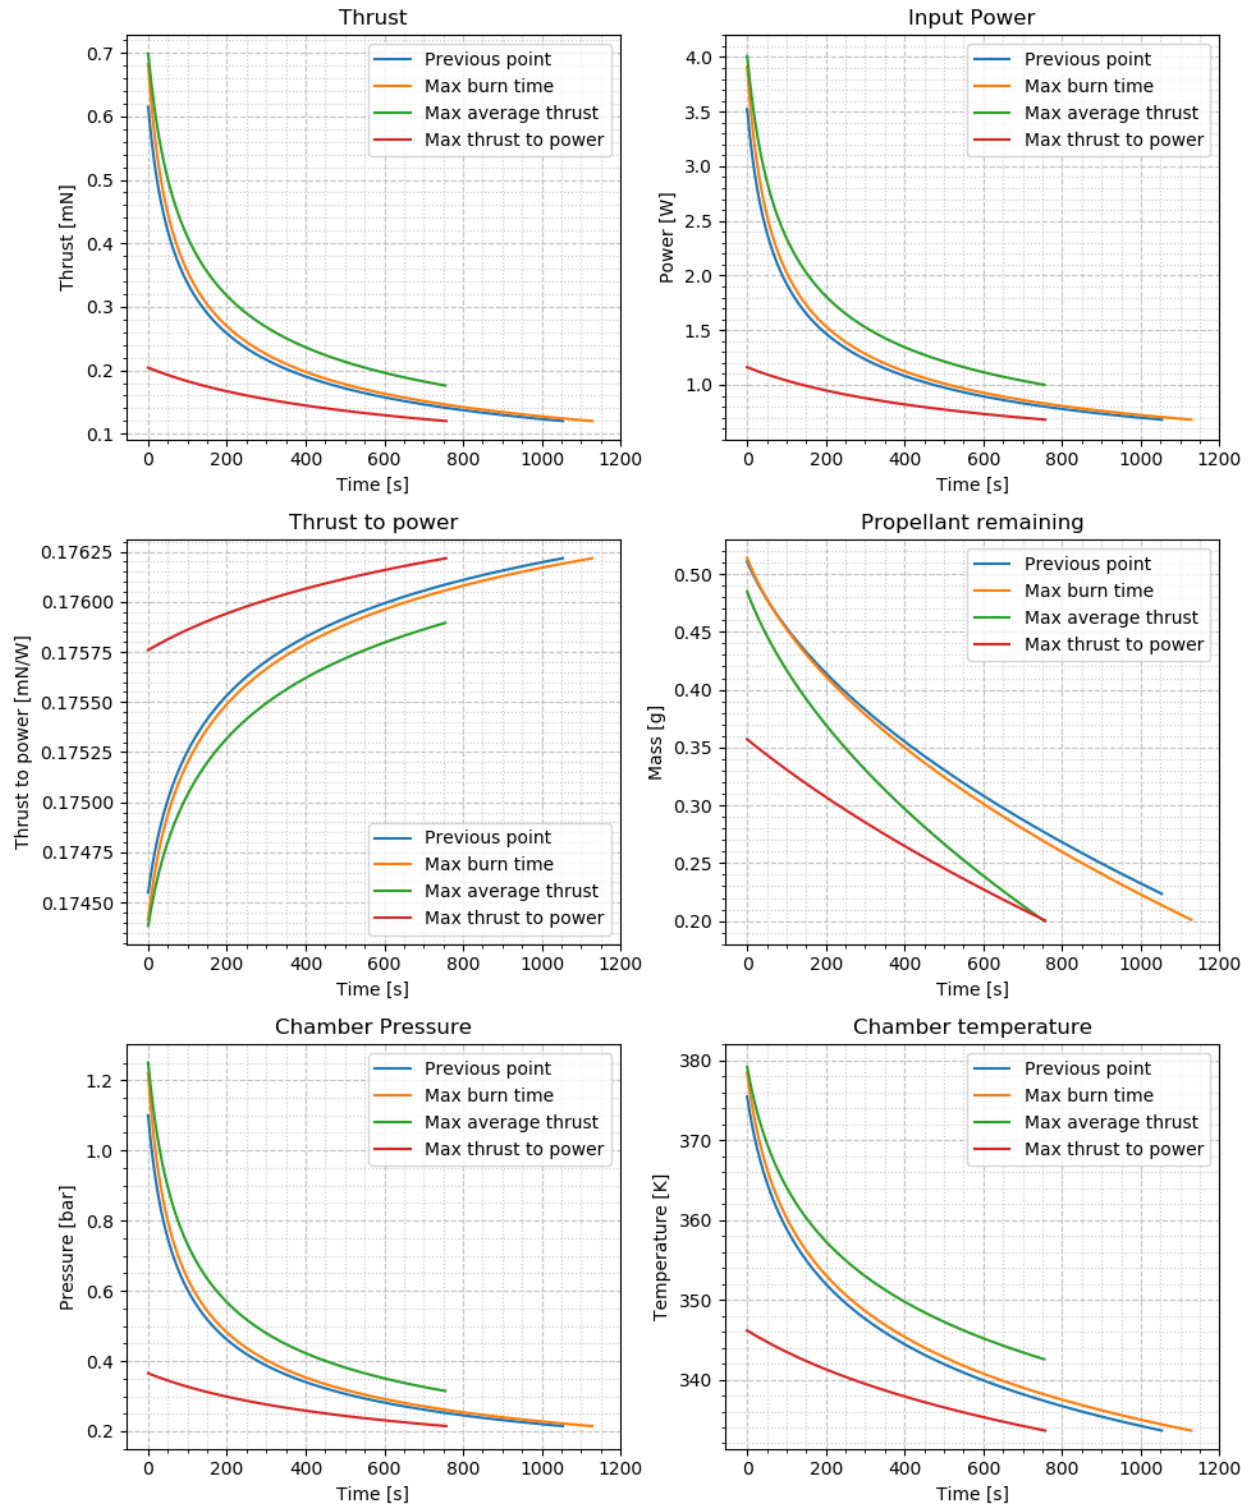 Thrust
Thrust [mN]
0.7
0.6
0.5
0.4
0.3
0.2
0.1
Previous point
Max burn time
Max average thrust
Max thrust to power
0 200 400 600 800 1000 1200
Time [s]
Input Power
Power [W]
4.0
3.5
3.0
2.5
2.0
1.5
1.0
Previous point
Max burn time
Max average thrust
Max thrust to power
0 200 400 600 800 1000 1200
Time [s]
Thrust to power
Thrust to power [mN/W]
0.17625
0.17600
0.17575
0.17550
0.17525
0.17500
0.17475
0.17450
Previous point
Max burn time
Max average thrust
Max thrust to power
0 200 400 600 800 1000 1200
Time [s]
Propellant remaining
Mass [g]
0.50
0.45
0.40
0.35
0.30
0.25
0.20
Previous point
Max burn time
Max average thrust
Max thrust to power
0 200 400 600 800 1000 1200
Time [s]
Chamber Pressure
Pressure [bar]
1.2
1.0
0.8
0.6
0.4
0.2
Previous point
Max burn time
Max average thrust
Max thrust to power
0 200 400 600 800 1000 1200
Time [s]
Chamber temperature
Temperature [K]
380
370
360
350
340
Previous point
Max burn time
Max average thrust
Max thrust to power
0 200 400 600 800 1000 1200
Time [s]